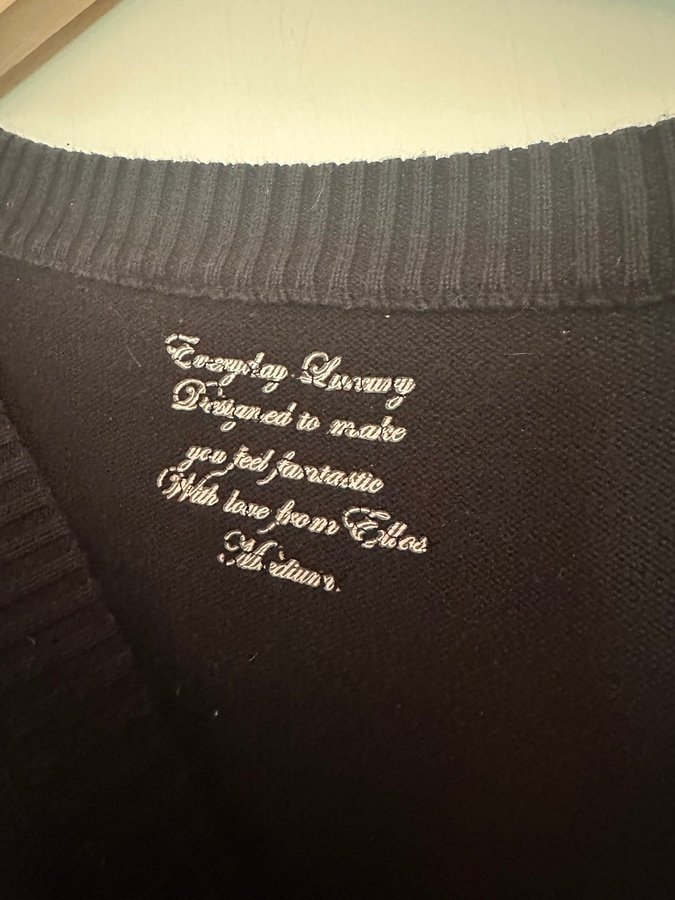 Everyday Luxury
Designed to make
you feel fantastic
With love from Ellos
Medium.